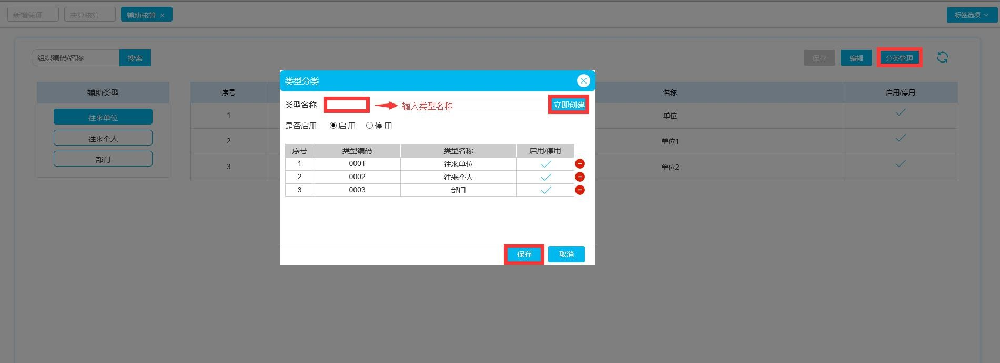 新增凭证 决算核算 辅助核算 × 标签选项
组织编码/名称 搜索 保存 编辑 分类管理
辅助类型 序号 名称 启用/停用
往来单位 1 单位
往来个人 2 单位1
部门 3 单位2
类型分类
类型名称 输入类型名称 立即创建
是否启用 启 用 停 用
序号 类型编码 类型名称 启用/停用
1 0001 往来单位
2 0002 往来个人
3 0003 部门
保存 取消